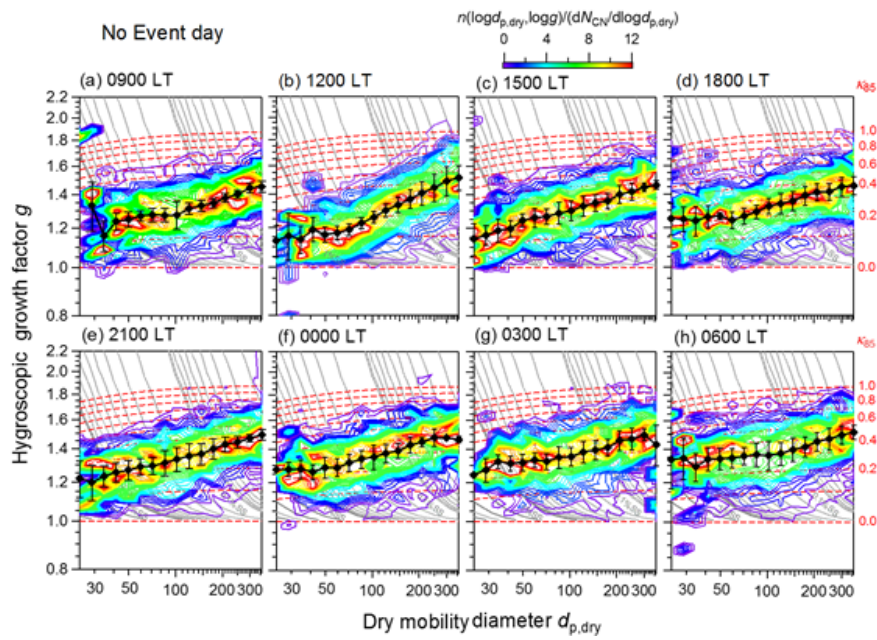 No Event day
n(logdp,dry,logg)/(dNCN/dlogdp,dry)
0 4 8 12
(a) 0900 LT (b) 1200 LT (c) 1500 LT (d) 1800 LT
κ85
2.2
2.0
1.8 1.0
0.8
1.6 0.6
1.4 0.4
1.2 0.2
1.0 0.0
0.8
Hygroscopic growth factor g
(e) 2100 LT (f) 0000 LT (g) 0300 LT (h) 0600 LT
κ85
2.2
2.0
1.8 1.0
0.8
1.6 0.6
1.4 0.4
1.2 0.2
1.0 0.0
0.8
30 50 100 200 300 30 50 100 200 300 30 50 100 200 300 30 50 100 200 300
Dry mobility diameter dp,dry